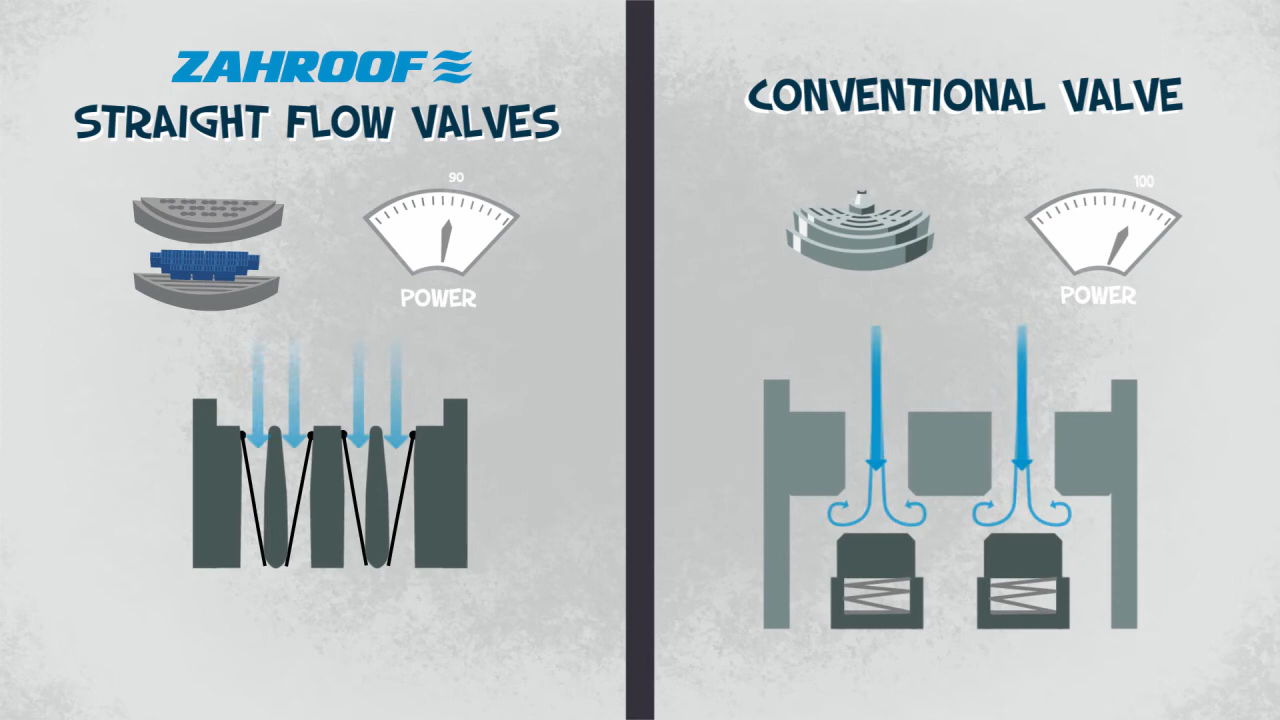 ZAHROOF
STRAIGHT FLOW VALVES
90
POWER
CONVENTIONAL VALVE
100
POWER